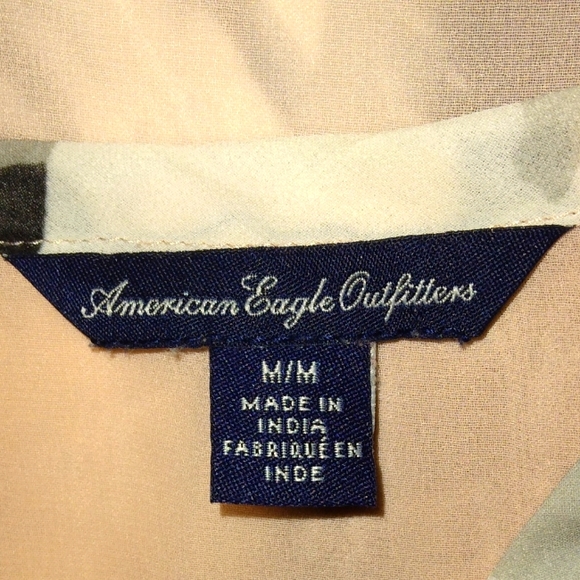 American Eagle Outfitters
M/M
MADE IN
INDIA
FABRIQUÉ EN
INDE